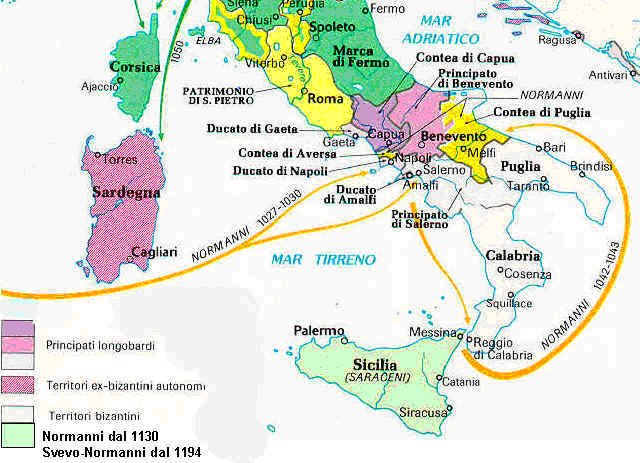 Siena
Perugia
Chiusi
Fermo
Spoleto
MAR
ADRIATICO
Ragusa
ELBA
Marca
di Fermo
Contea di Capua
Corsica
1050
Viterbo
Principato
di Benevento
Antivari
Ajaccio
PATRIMONIO
DI S. PIETRO
Roma
NORMANNI
Contea di Puglia
Ducato di Gaeta
Gaeta
Capua
Benevento
Contea di Aversa
Melfi
Bari
Torres
Ducato di Napoli
Napoli
Salerno
Puglia
Brindisi
Sardegna
Ducato
di Amalfi
Amalfi
Taranto
NORMANNI 1027-1030
Principato
di Salerno
Cagliari
MAR TIRRENO
Calabria
Cosenza
NORMANNI 1042-1043
Squillace
Palermo
Messina
Reggio
di Calabria
Principati longobardi
Sicilia
(SARACENI)
Catania
Territori ex-bizantini autonomi
Siracusa
Territori bizantini
Normanni dal 1130
Svevo-Normanni dal 1194